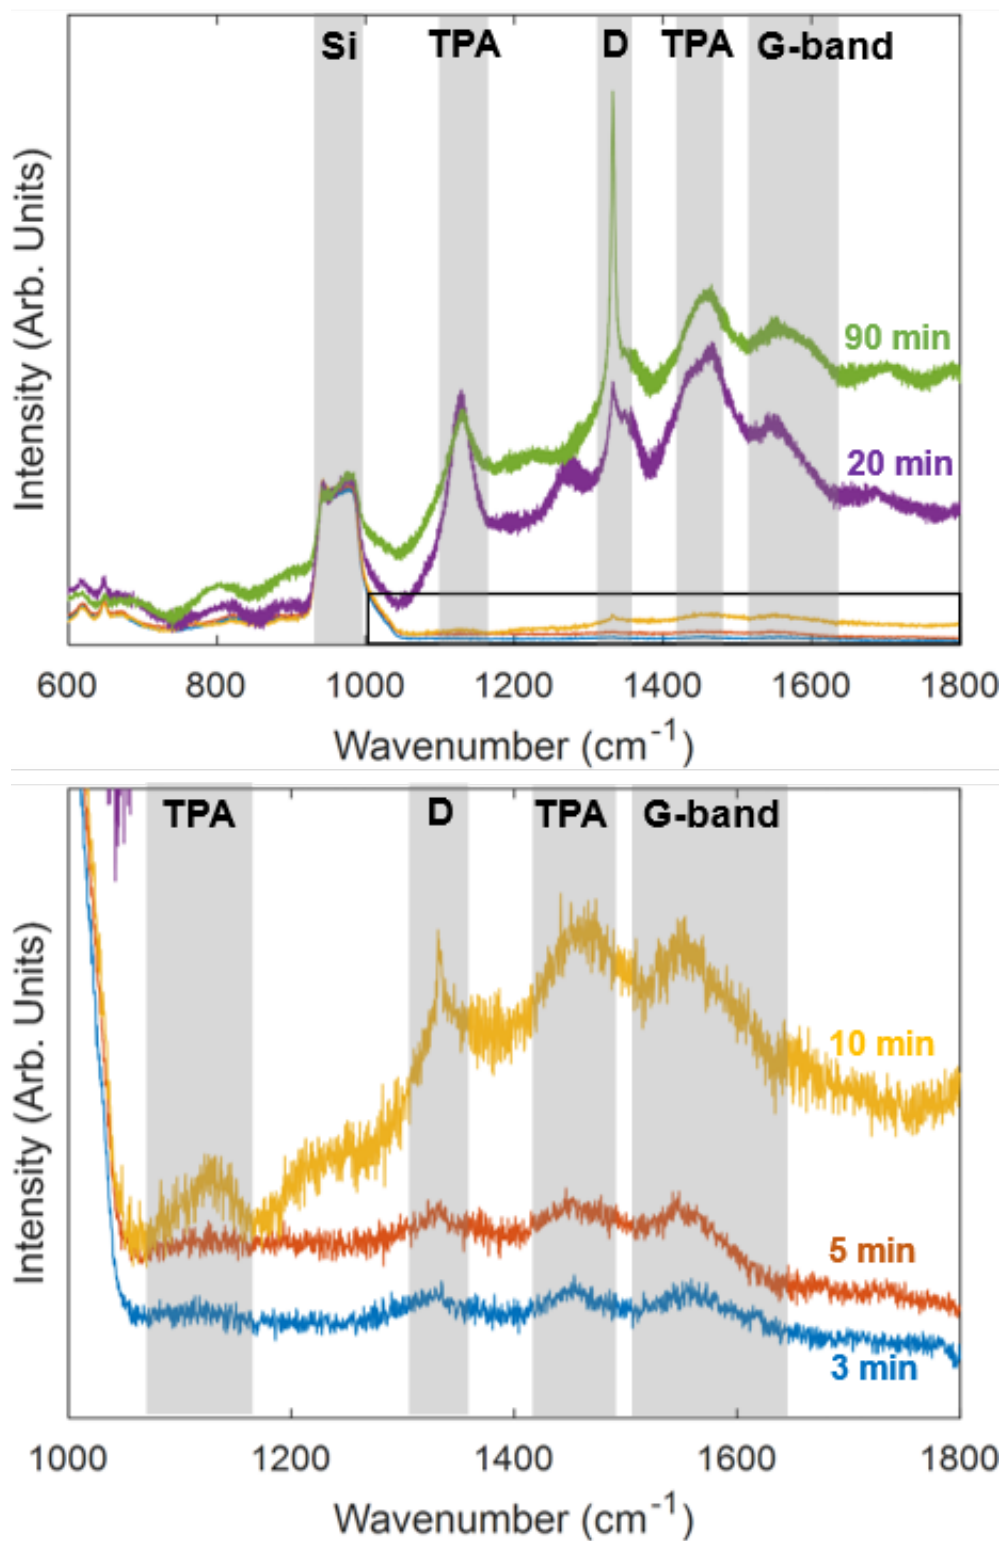 Si TPA D TPA G-band
Intensity (Arb. Units)
90 min
20 min
600 800 1000 1200 1400 1600 1800
Wavenumber (cm⁻¹)
TPA D TPA G-band
Intensity (Arb. Units)
10 min
5 min
3 min
1000 1200 1400 1600 1800
Wavenumber (cm⁻¹)